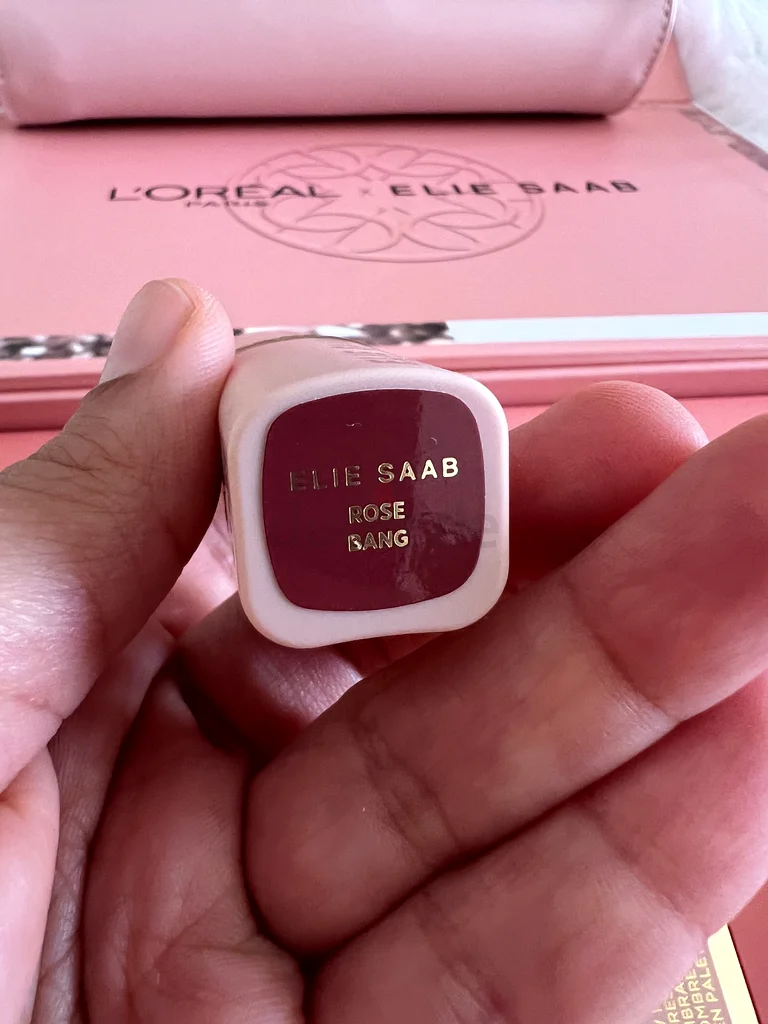 L'ORÉAL
PARIS
ELIE SAAB
ELIE SAAB
ROSE
BANG